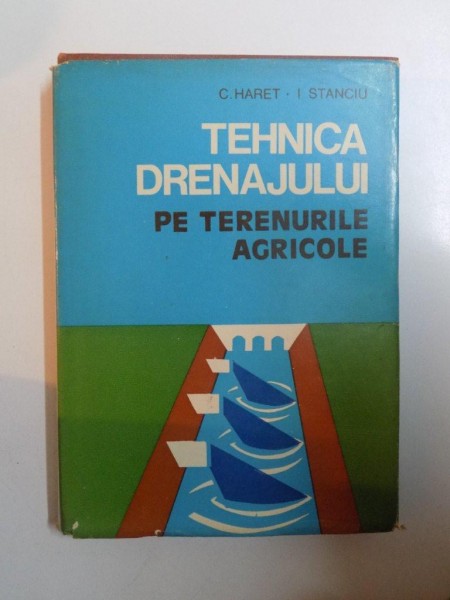 C. HARET · I STANCIU
TEHNICA
DRENAJULUI
PE TERENURILE
AGRICOLE